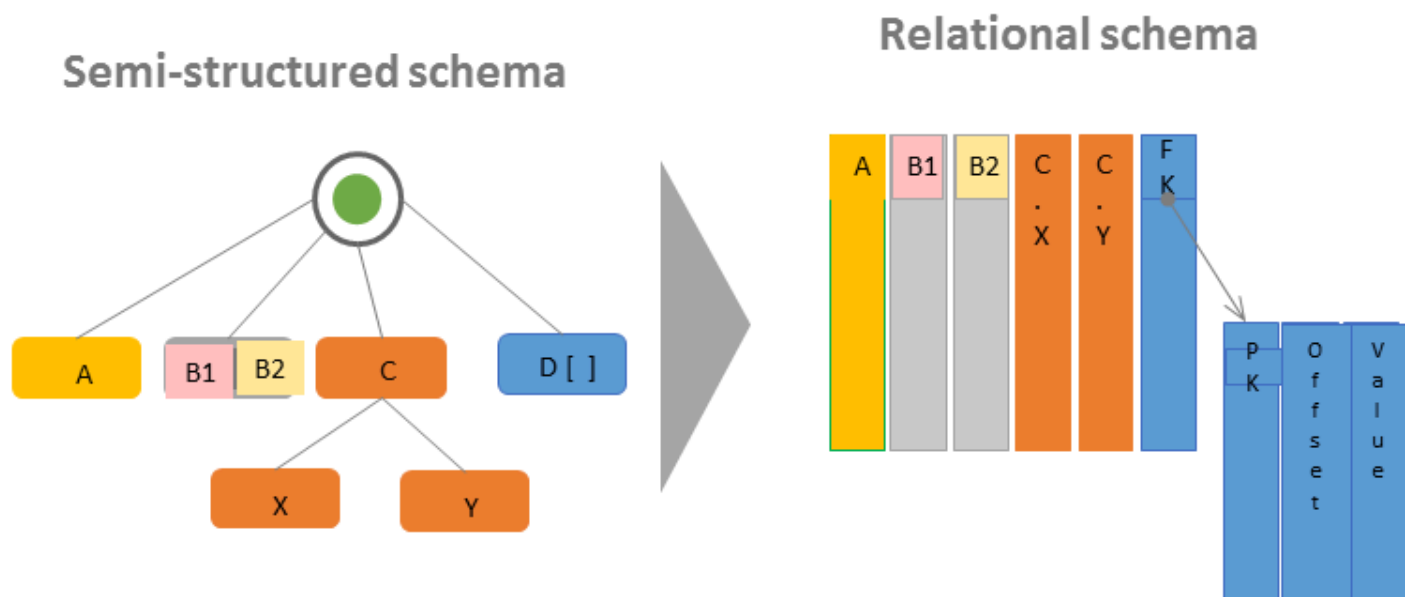 Semi-structured schema
A
B1
B2
C
D [ ]
X
Y
Relational schema
A
B1
B2
C
.
X
C
.
Y
F
K
P
K
O
f
f
s
e
t
V
a
l
u
e